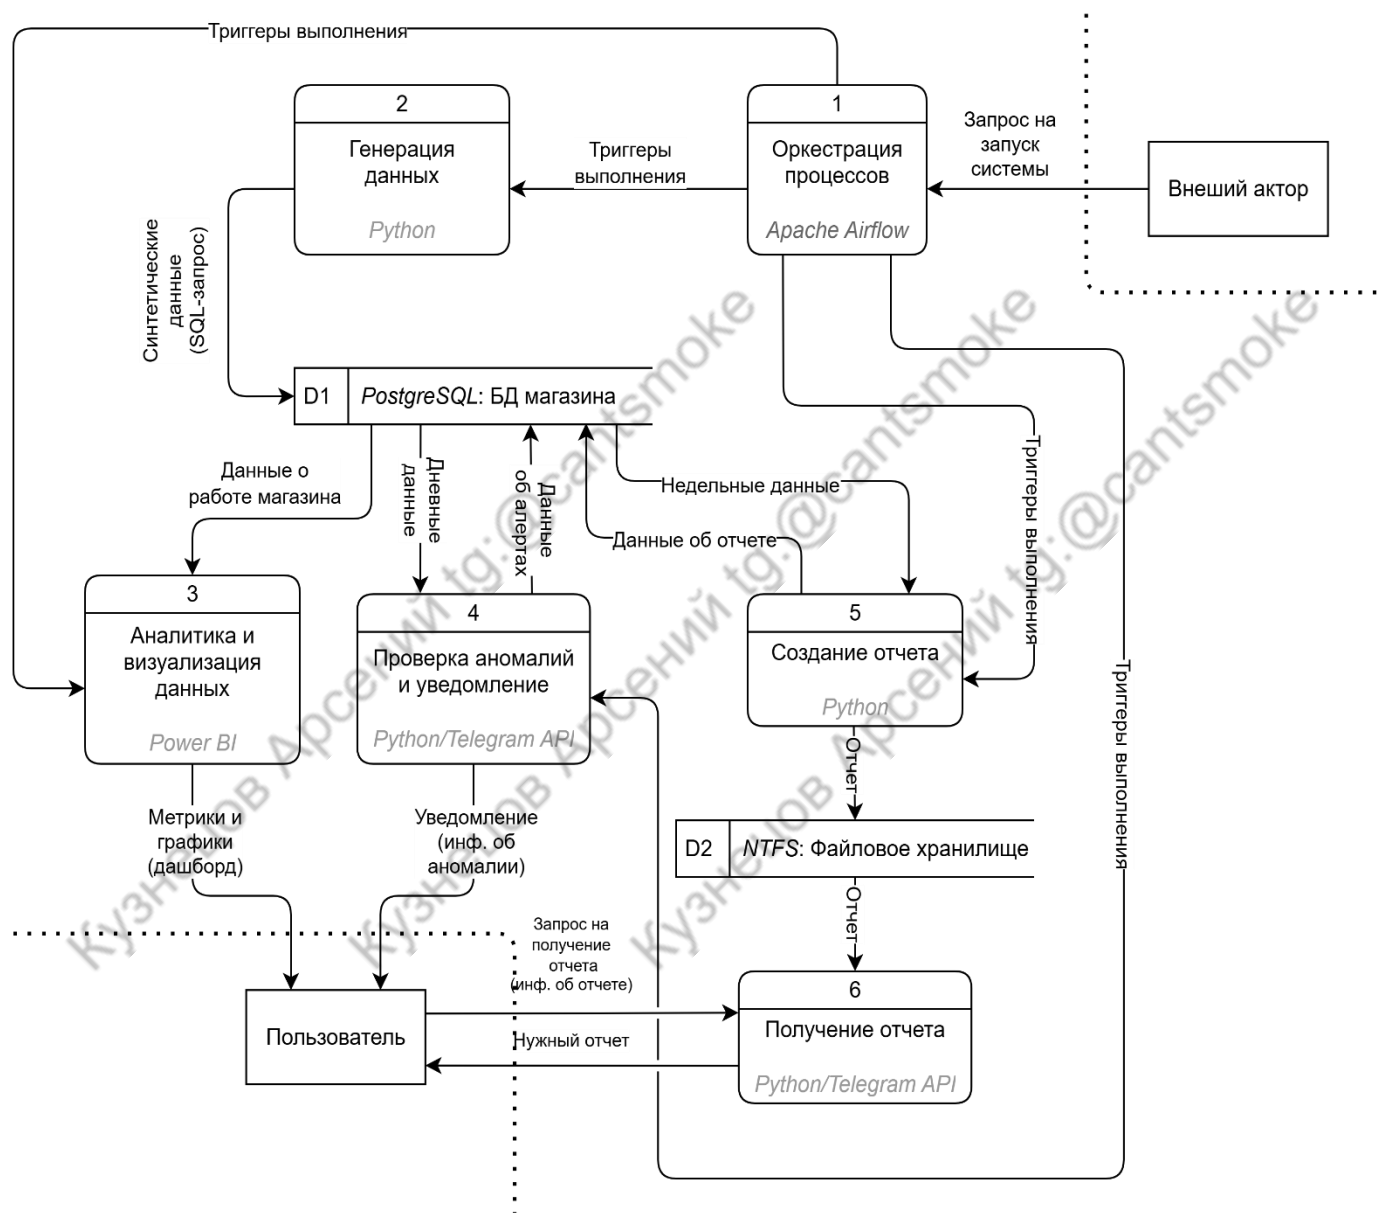 Триггеры выполнения
2
Генерация
данных
Python
Триггеры
выполнения
1
Оркестрация
процессов
Apache Airflow
Запрос на
запуск
системы
Внеший актор
Синтетические
данные
(SQL-запрос)
D1
PostgreSQL: БД магазина
Данные о
работе магазина
Дневные
данные
Данные
об алертах
Недельные данные
Данные об отчете
Триггеры выполнения
Триггеры выполнения
3
Аналитика и
визуализация
данных
Power BI
4
Проверка аномалий
и уведомление
Python/Telegram API
5
Создание отчета
Python
Отчет
Метрики и
графики
(дашборд)
Уведомление
(инф. об
аномалии)
D2
NTFS: Файловое хранилище
Отчет
Запрос на
получение
отчета
(инф. об отчете)
Пользователь
Нужный отчет
6
Получение отчета
Python/Telegram API
Кузнецов Арсений tg:@cantsmoke
Кузнецов Арсений tg:@cantsmoke
Кузнецов Арсений tg:@cantsmoke